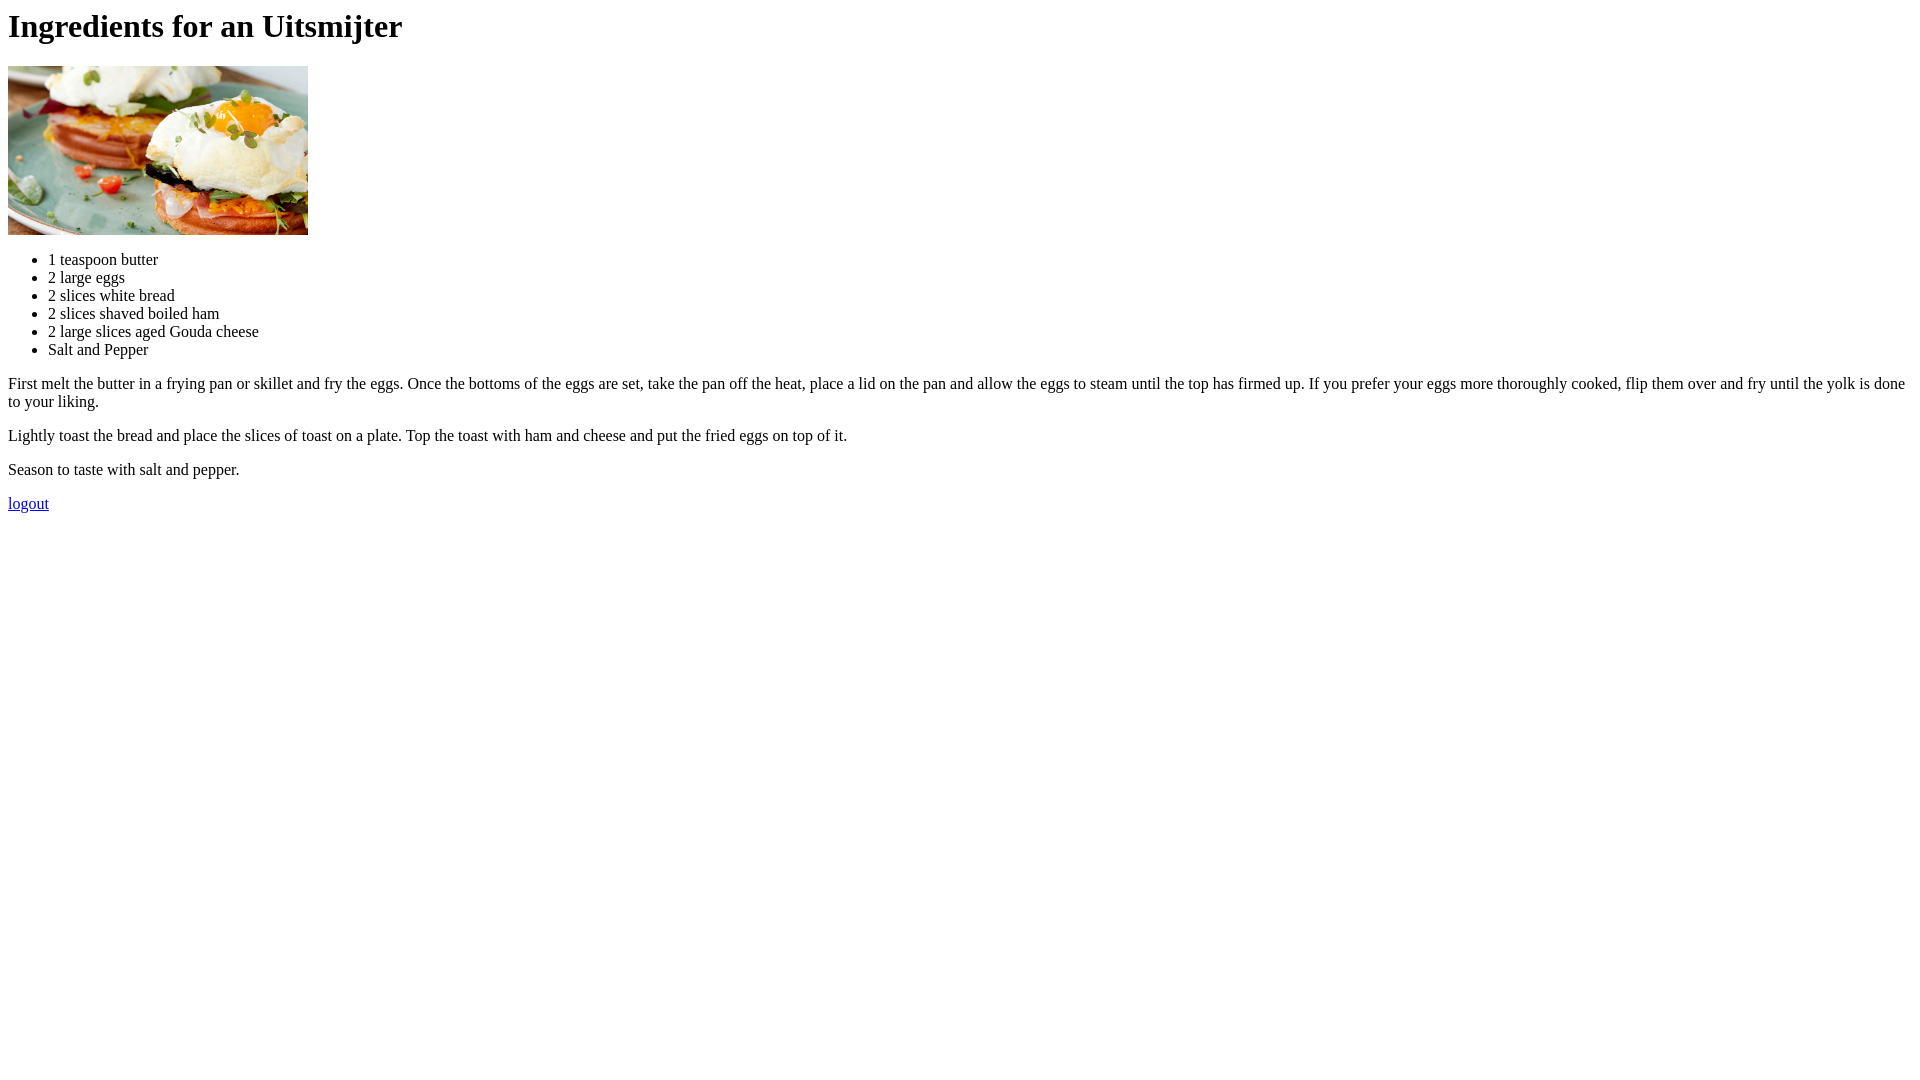 Ingredients for an Uitsmijter
1 teaspoon butter
2 large eggs
2 slices white bread
2 slices shaved boiled ham
2 large slices aged Gouda cheese
Salt and Pepper
First melt the butter in a frying pan or skillet and fry the eggs. Once the bottoms of the eggs are set, take the pan off the heat, place a lid on the pan and allow the eggs to steam until the top has firmed up. If you prefer your eggs more thoroughly cooked, flip them over and fry until the yolk is done
to your liking.
Lightly toast the bread and place the slices of toast on a plate. Top the toast with ham and cheese and put the fried eggs on top of it.
Season to taste with salt and pepper.
logout